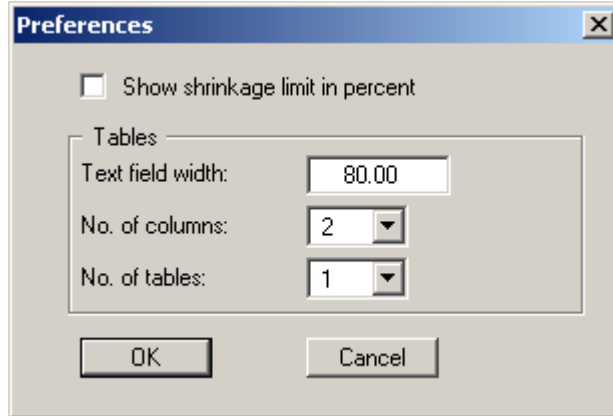 Preferences
Show shrinkage limit in percent
Tables
Text field width: 80.00
No. of columns: 2
No. of tables: 1
OK Cancel